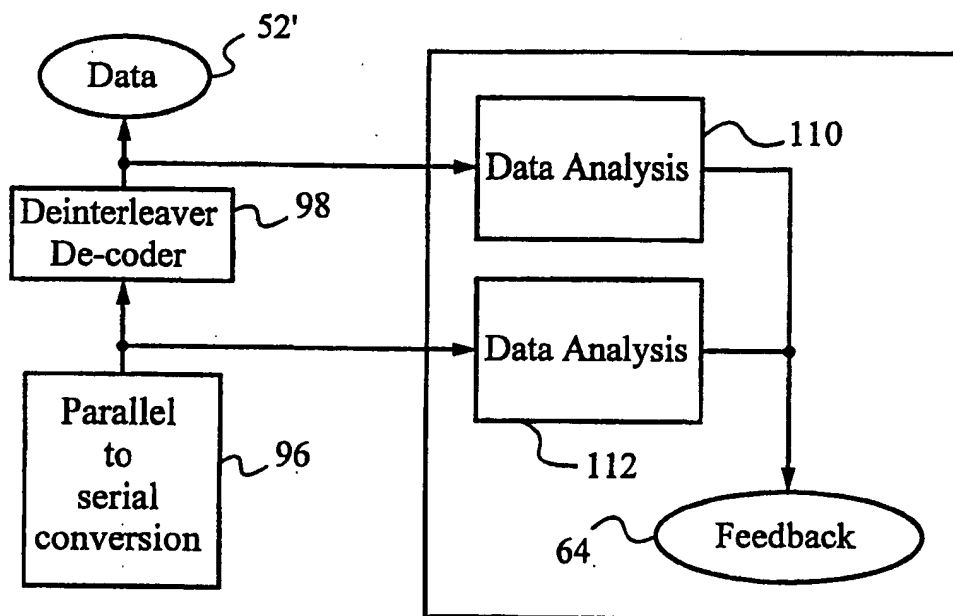 52'
Data
110
Data Analysis
98
Deinterleaver
De-coder
Data Analysis
112
Parallel
to
serial
conversion
96
64
Feedback